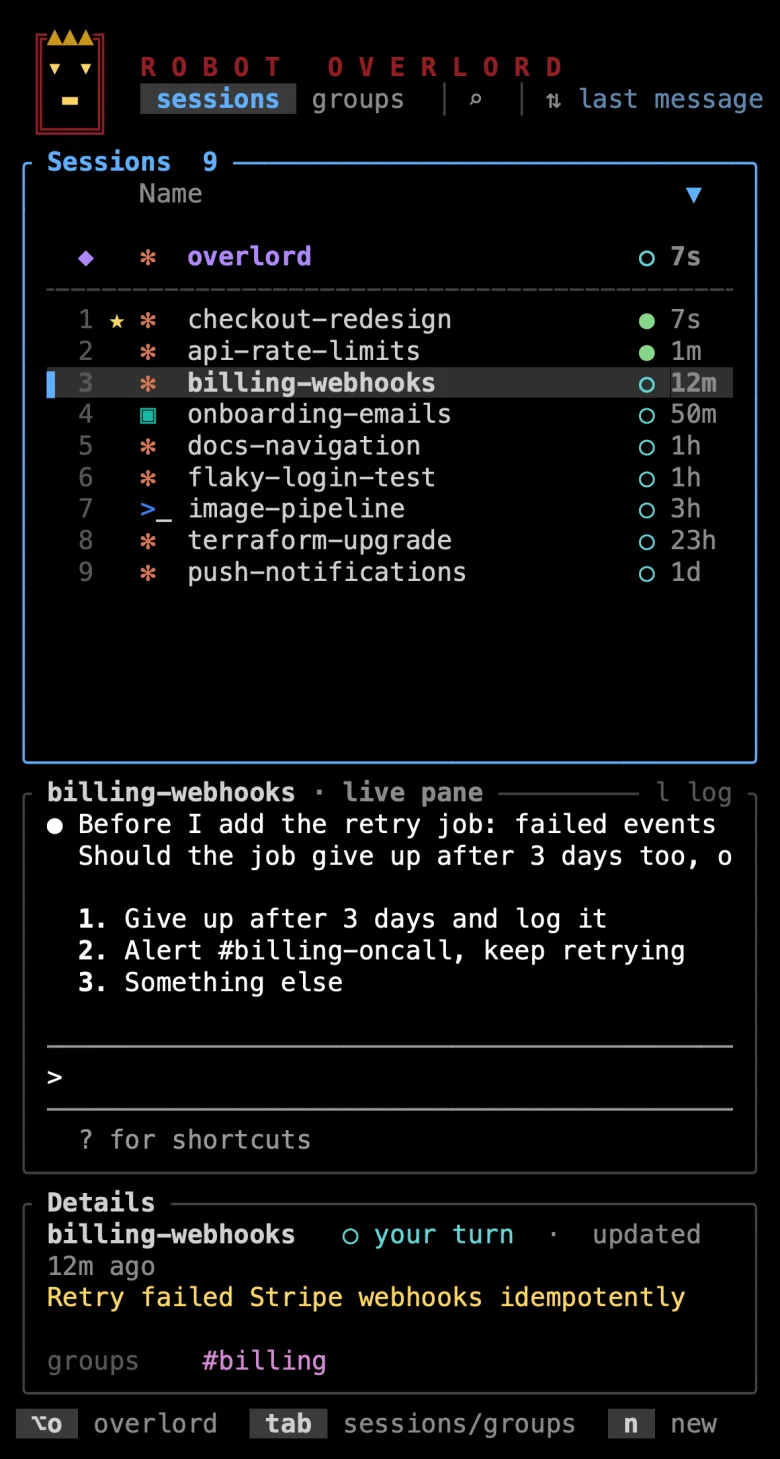 ROBOT OVERLORD
sessions groups │ ⌕ │ ⇅ last message
Sessions 9
Name ▼
◆ ✻ overlord ○ 7s
1 ★ ✻ checkout-redesign ● 7s
2 ✻ api-rate-limits ● 1m
3 ✻ billing-webhooks ○ 12m
4 ▣ onboarding-emails ○ 50m
5 ✻ docs-navigation ○ 1h
6 ✻ flaky-login-test ○ 1h
7 >_ image-pipeline ○ 3h
8 ✻ terraform-upgrade ○ 23h
9 ✻ push-notifications ○ 1d
billing-webhooks · live pane l log
● Before I add the retry job: failed events
Should the job give up after 3 days too, o
1. Give up after 3 days and log it
2. Alert #billing-oncall, keep retrying
3. Something else
>
? for shortcuts
Details
billing-webhooks ○ your turn · updated
12m ago
Retry failed Stripe webhooks idempotently
groups #billing
⌥o overlord tab sessions/groups n new